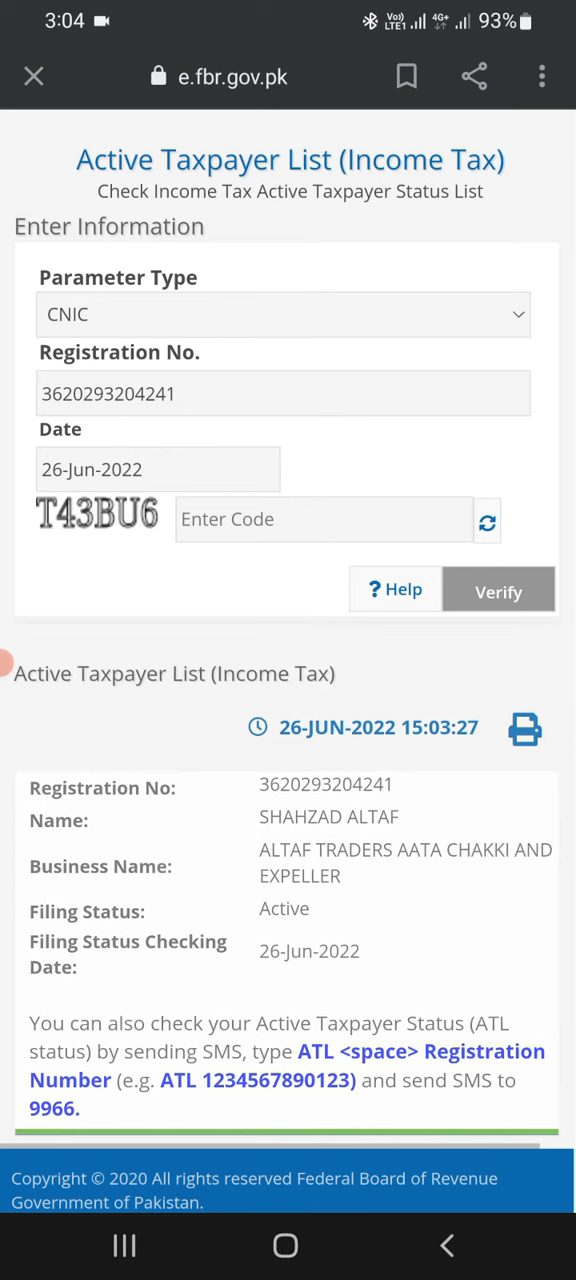 3:04 Vo)) LTE1 4G+ 93%
e.fbr.gov.pk
Active Taxpayer List (Income Tax)
Check Income Tax Active Taxpayer Status List
Enter Information
Parameter Type
CNIC
Registration No.
3620293204241
Date
26-Jun-2022
T43BU6 Enter Code
? Help Verify
Active Taxpayer List (Income Tax)
26-JUN-2022 15:03:27
Registration No: 3620293204241
Name: SHAHZAD ALTAF
Business Name: ALTAF TRADERS AATA CHAKKI AND
EXPELLER
Filing Status: Active
Filing Status Checking
Date: 26-Jun-2022
You can also check your Active Taxpayer Status (ATL
status) by sending SMS, type ATL <space> Registration
Number (e.g. ATL 1234567890123) and send SMS to
9966.
Copyright © 2020 All rights reserved Federal Board of Revenue
Government of Pakistan.